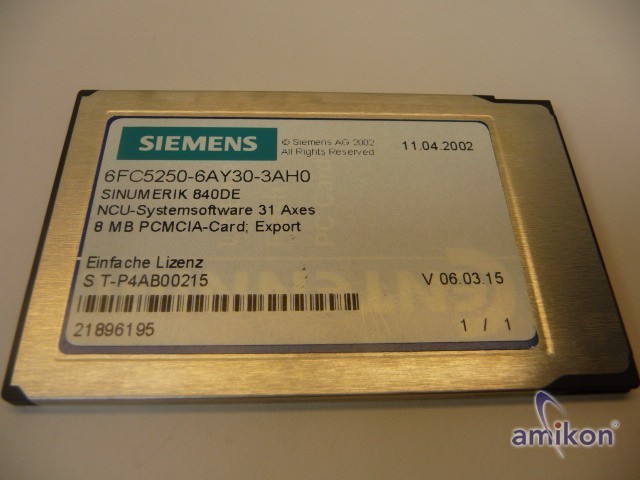 SIEMENS
© Siemens AG 2002
All Rights Reserved
11.04.2002
6FC5250-6AY30-3AH0
SINUMERIK 840DE
NCU-Systemsoftware 31 Axes
8 MB PCMCIA-Card; Export
Einfache Lizenz
S T-P4AB00215
V 06.03.15
21896195
1 / 1
amikon